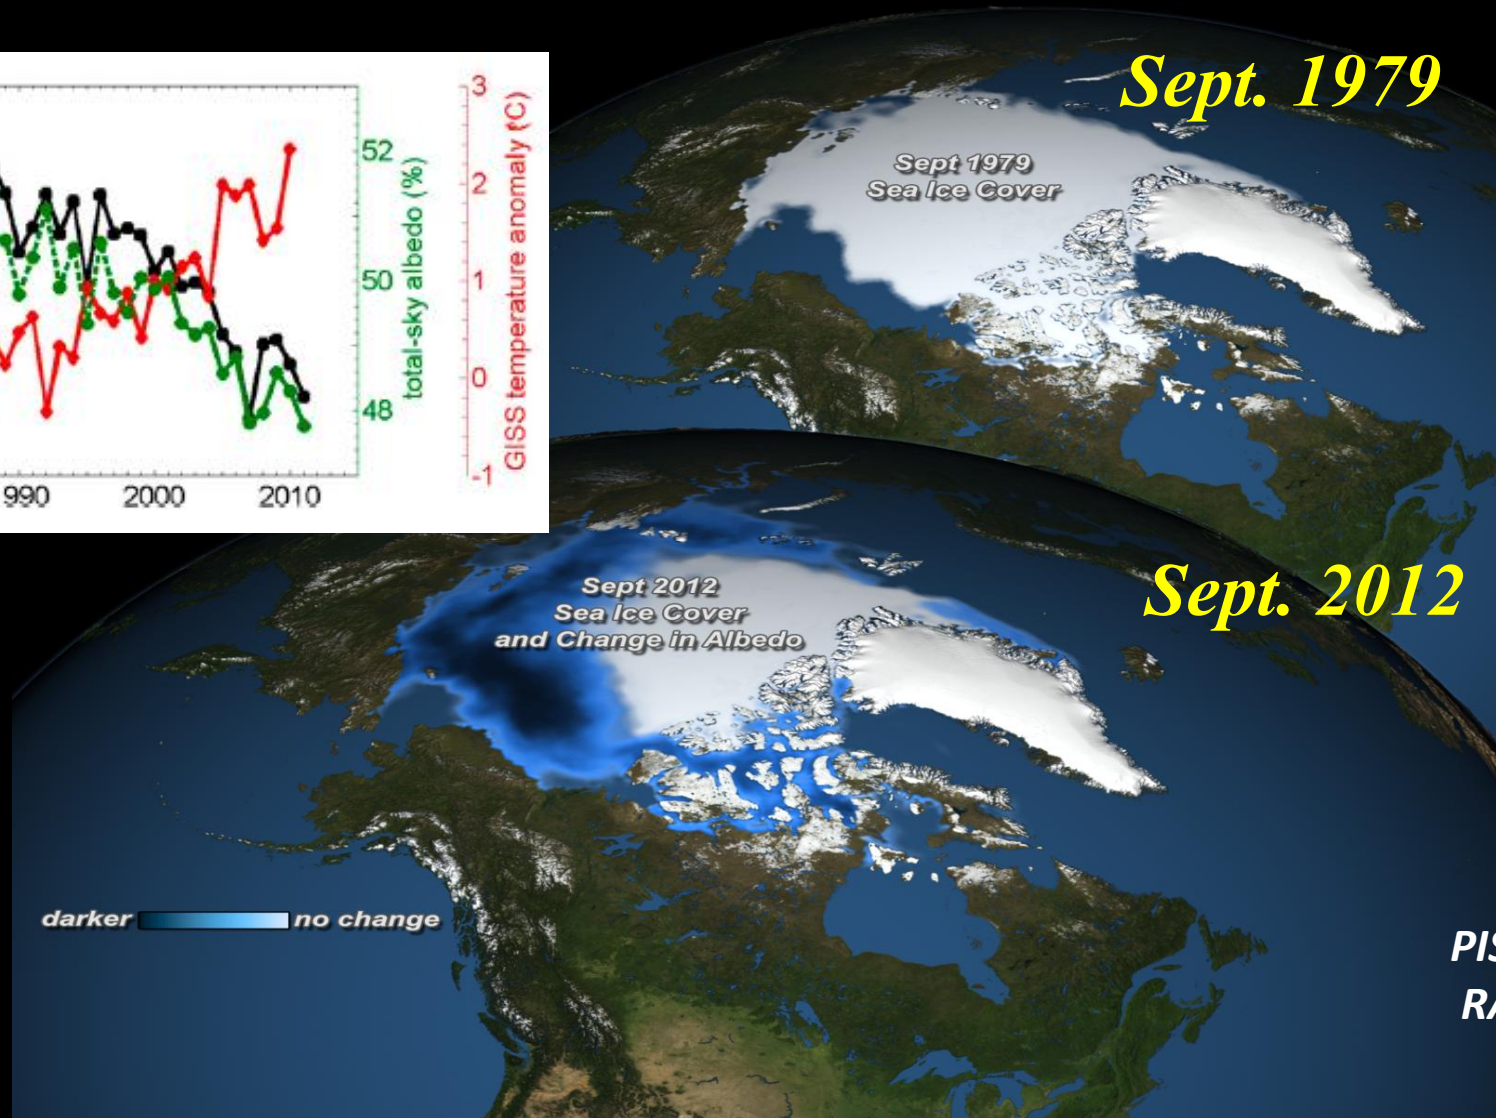 Sept. 1979
Sept 1979
Sea Ice Cover
3
2
1
0
-1
GISS temperature anomaly (°C)
52
50
48
total-sky albedo (%)
990
2000
2010
Sept. 2012
Sept 2012
Sea Ice Cover
and Change in Albedo
darker
no change
PIS
RA